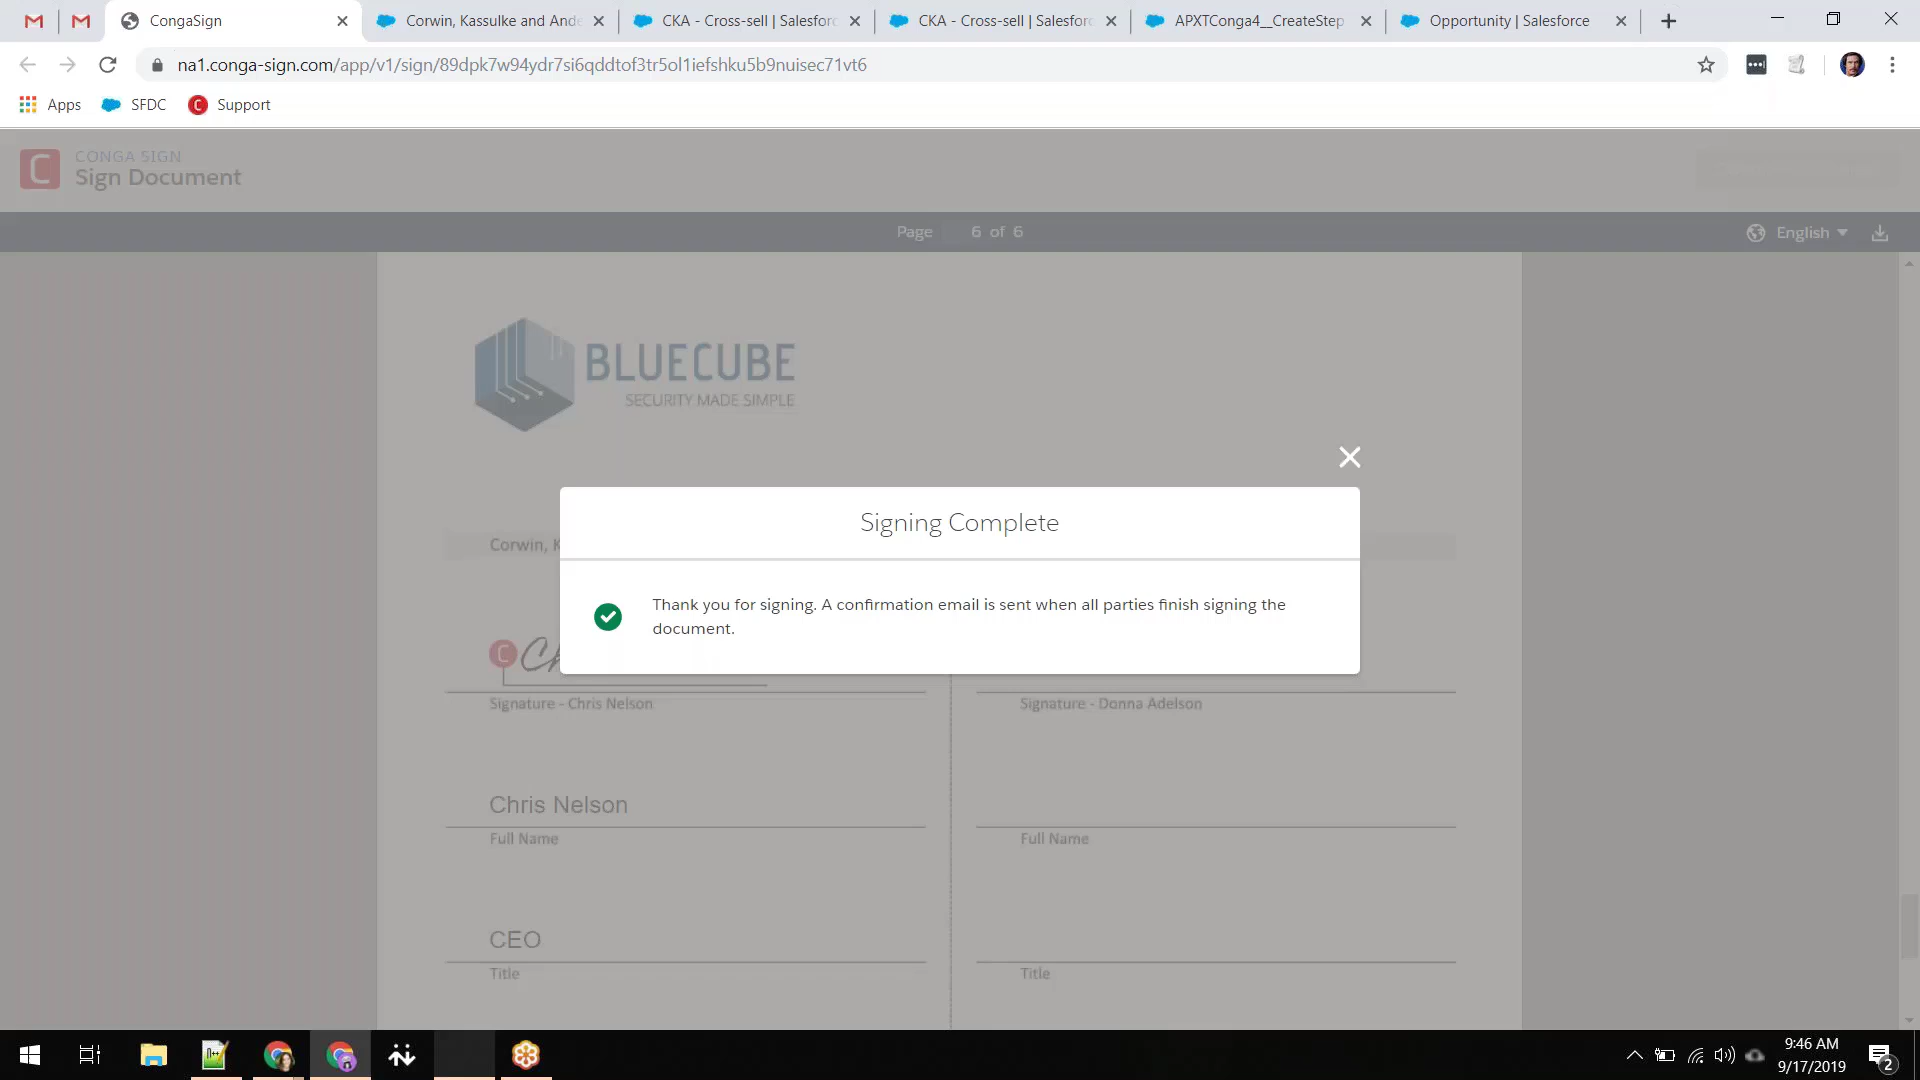 CongaSign
Corwin, Kassulke and Ande
CKA - Cross-sell | Salesforc
CKA - Cross-sell | Salesforc
APXTConga4__CreateStep
Opportunity | Salesforce
na1.conga-sign.com/app/v1/sign/89dpk7w94ydr7si6qddtof3tr5ol1iefshku5b9nuisec71vt6
Apps
SFDC
Support
CONGA SIGN
Sign Document
Page 6 of 6
English
BLUECUBE
SECURITY MADE SIMPLE
Signing Complete
Corwin, K
Thank you for signing. A confirmation email is sent when all parties finish signing the
document.
C Ch
Signature - Chris Nelson
Signature - Donna Adelson
Chris Nelson
Full Name
Full Name
CEO
Title
Title
9:46 AM
9/17/2019
2